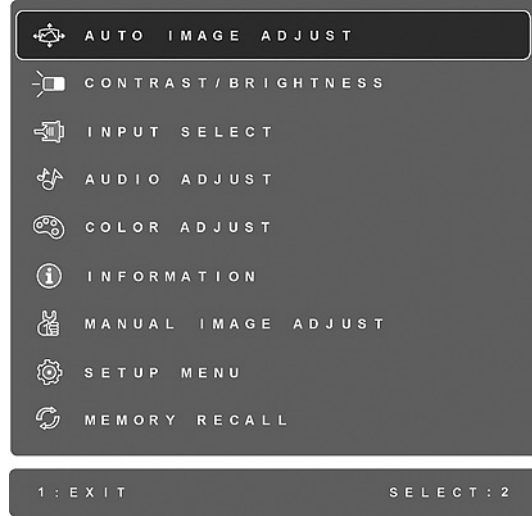 AUTO IMAGE ADJUST
CONTRAST/BRIGHTNESS
INPUT SELECT
AUDIO ADJUST
COLOR ADJUST
INFORMATION
MANUAL IMAGE ADJUST
SETUP MENU
MEMORY RECALL
1:EXIT SELECT:2